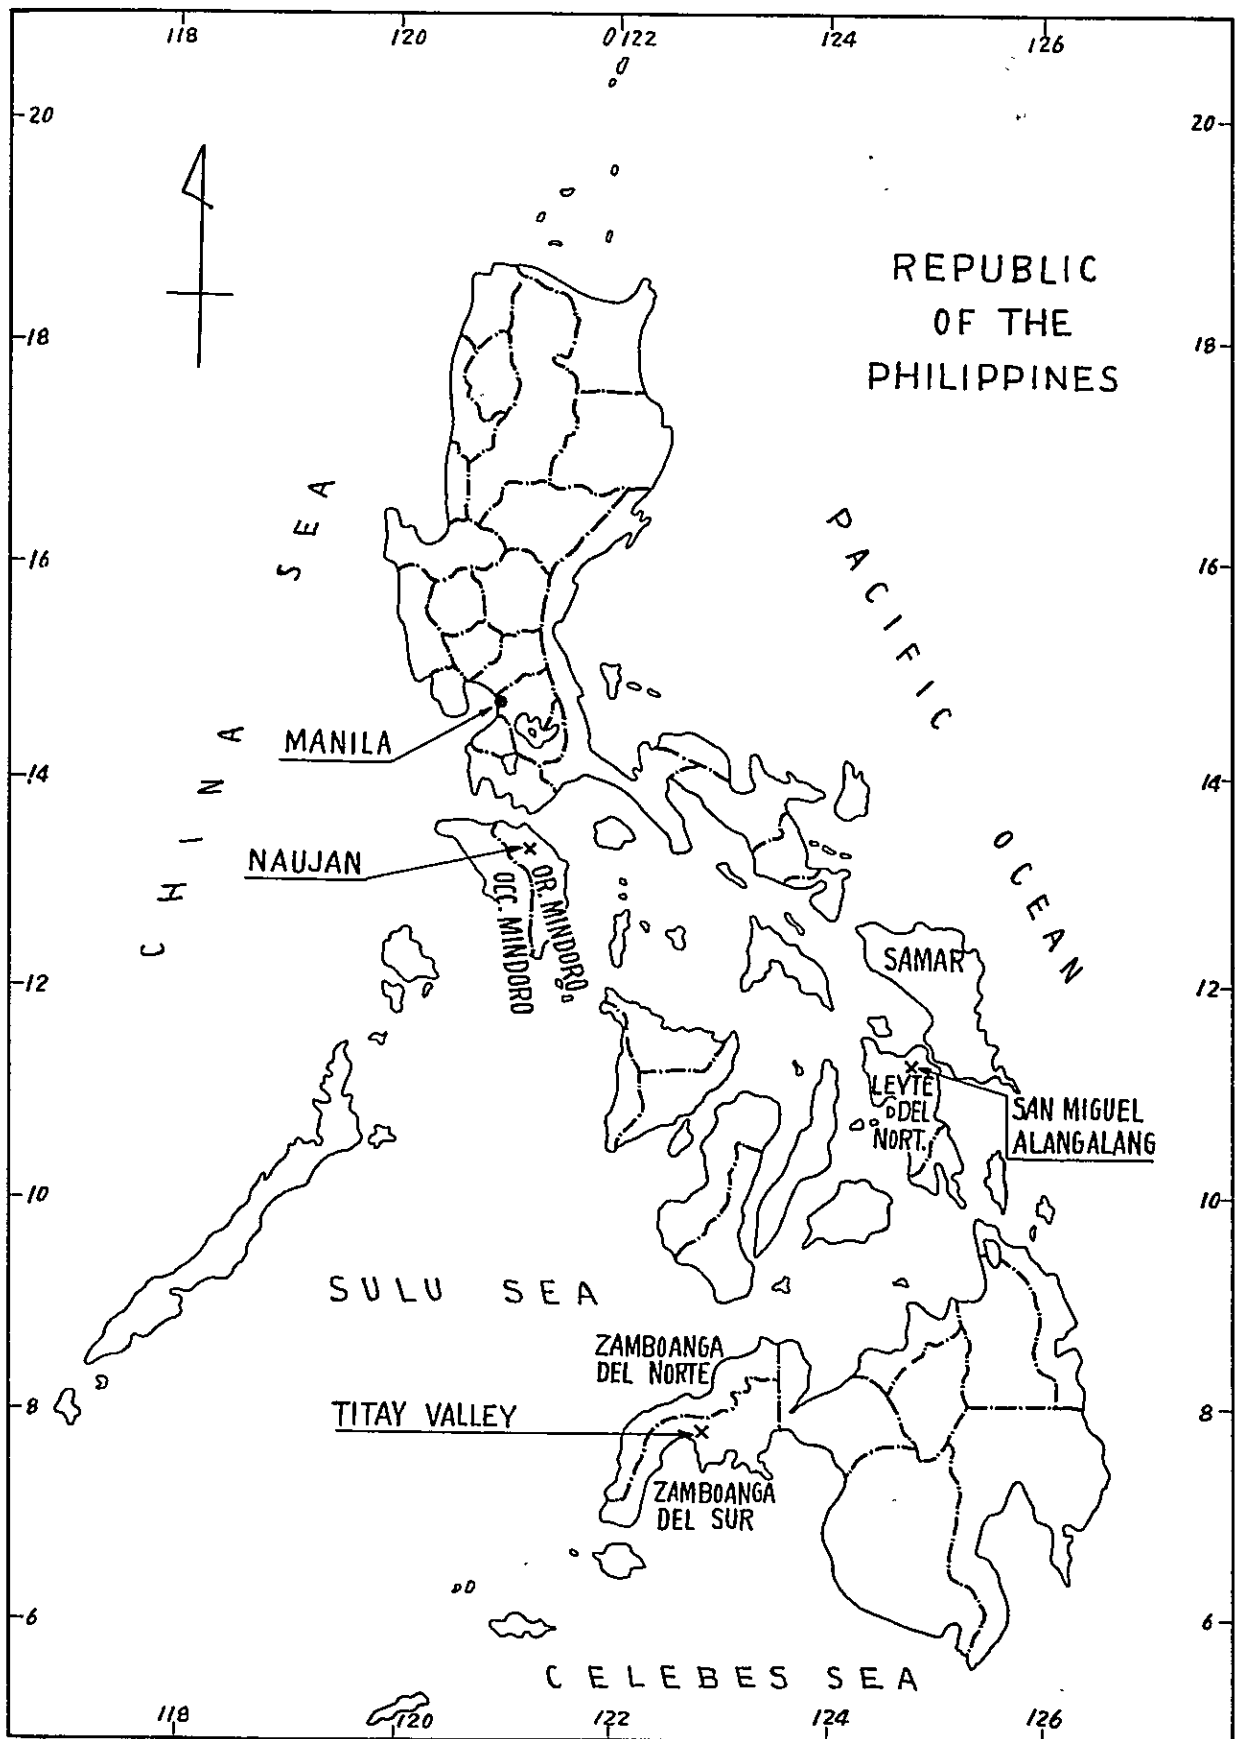 118 120 122 124 126
20 20
REPUBLIC
OF THE
PHILIPPINES
18 18
CHINA SEA
PACIFIC OCEAN
16 16
MANILA
14 14
NAUJAN
OCC. MINDORO
OR. MINDORO
SAMAR
12 12
LEYTE
DEL
NORT.
SAN MIGUEL
ALANGALANG
10 10
SULU SEA
ZAMBOANGA
DEL NORTE
8 8
TITAY VALLEY
ZAMBOANGA
DEL SUR
6 6
CELEBES SEA
118 120 122 124 126